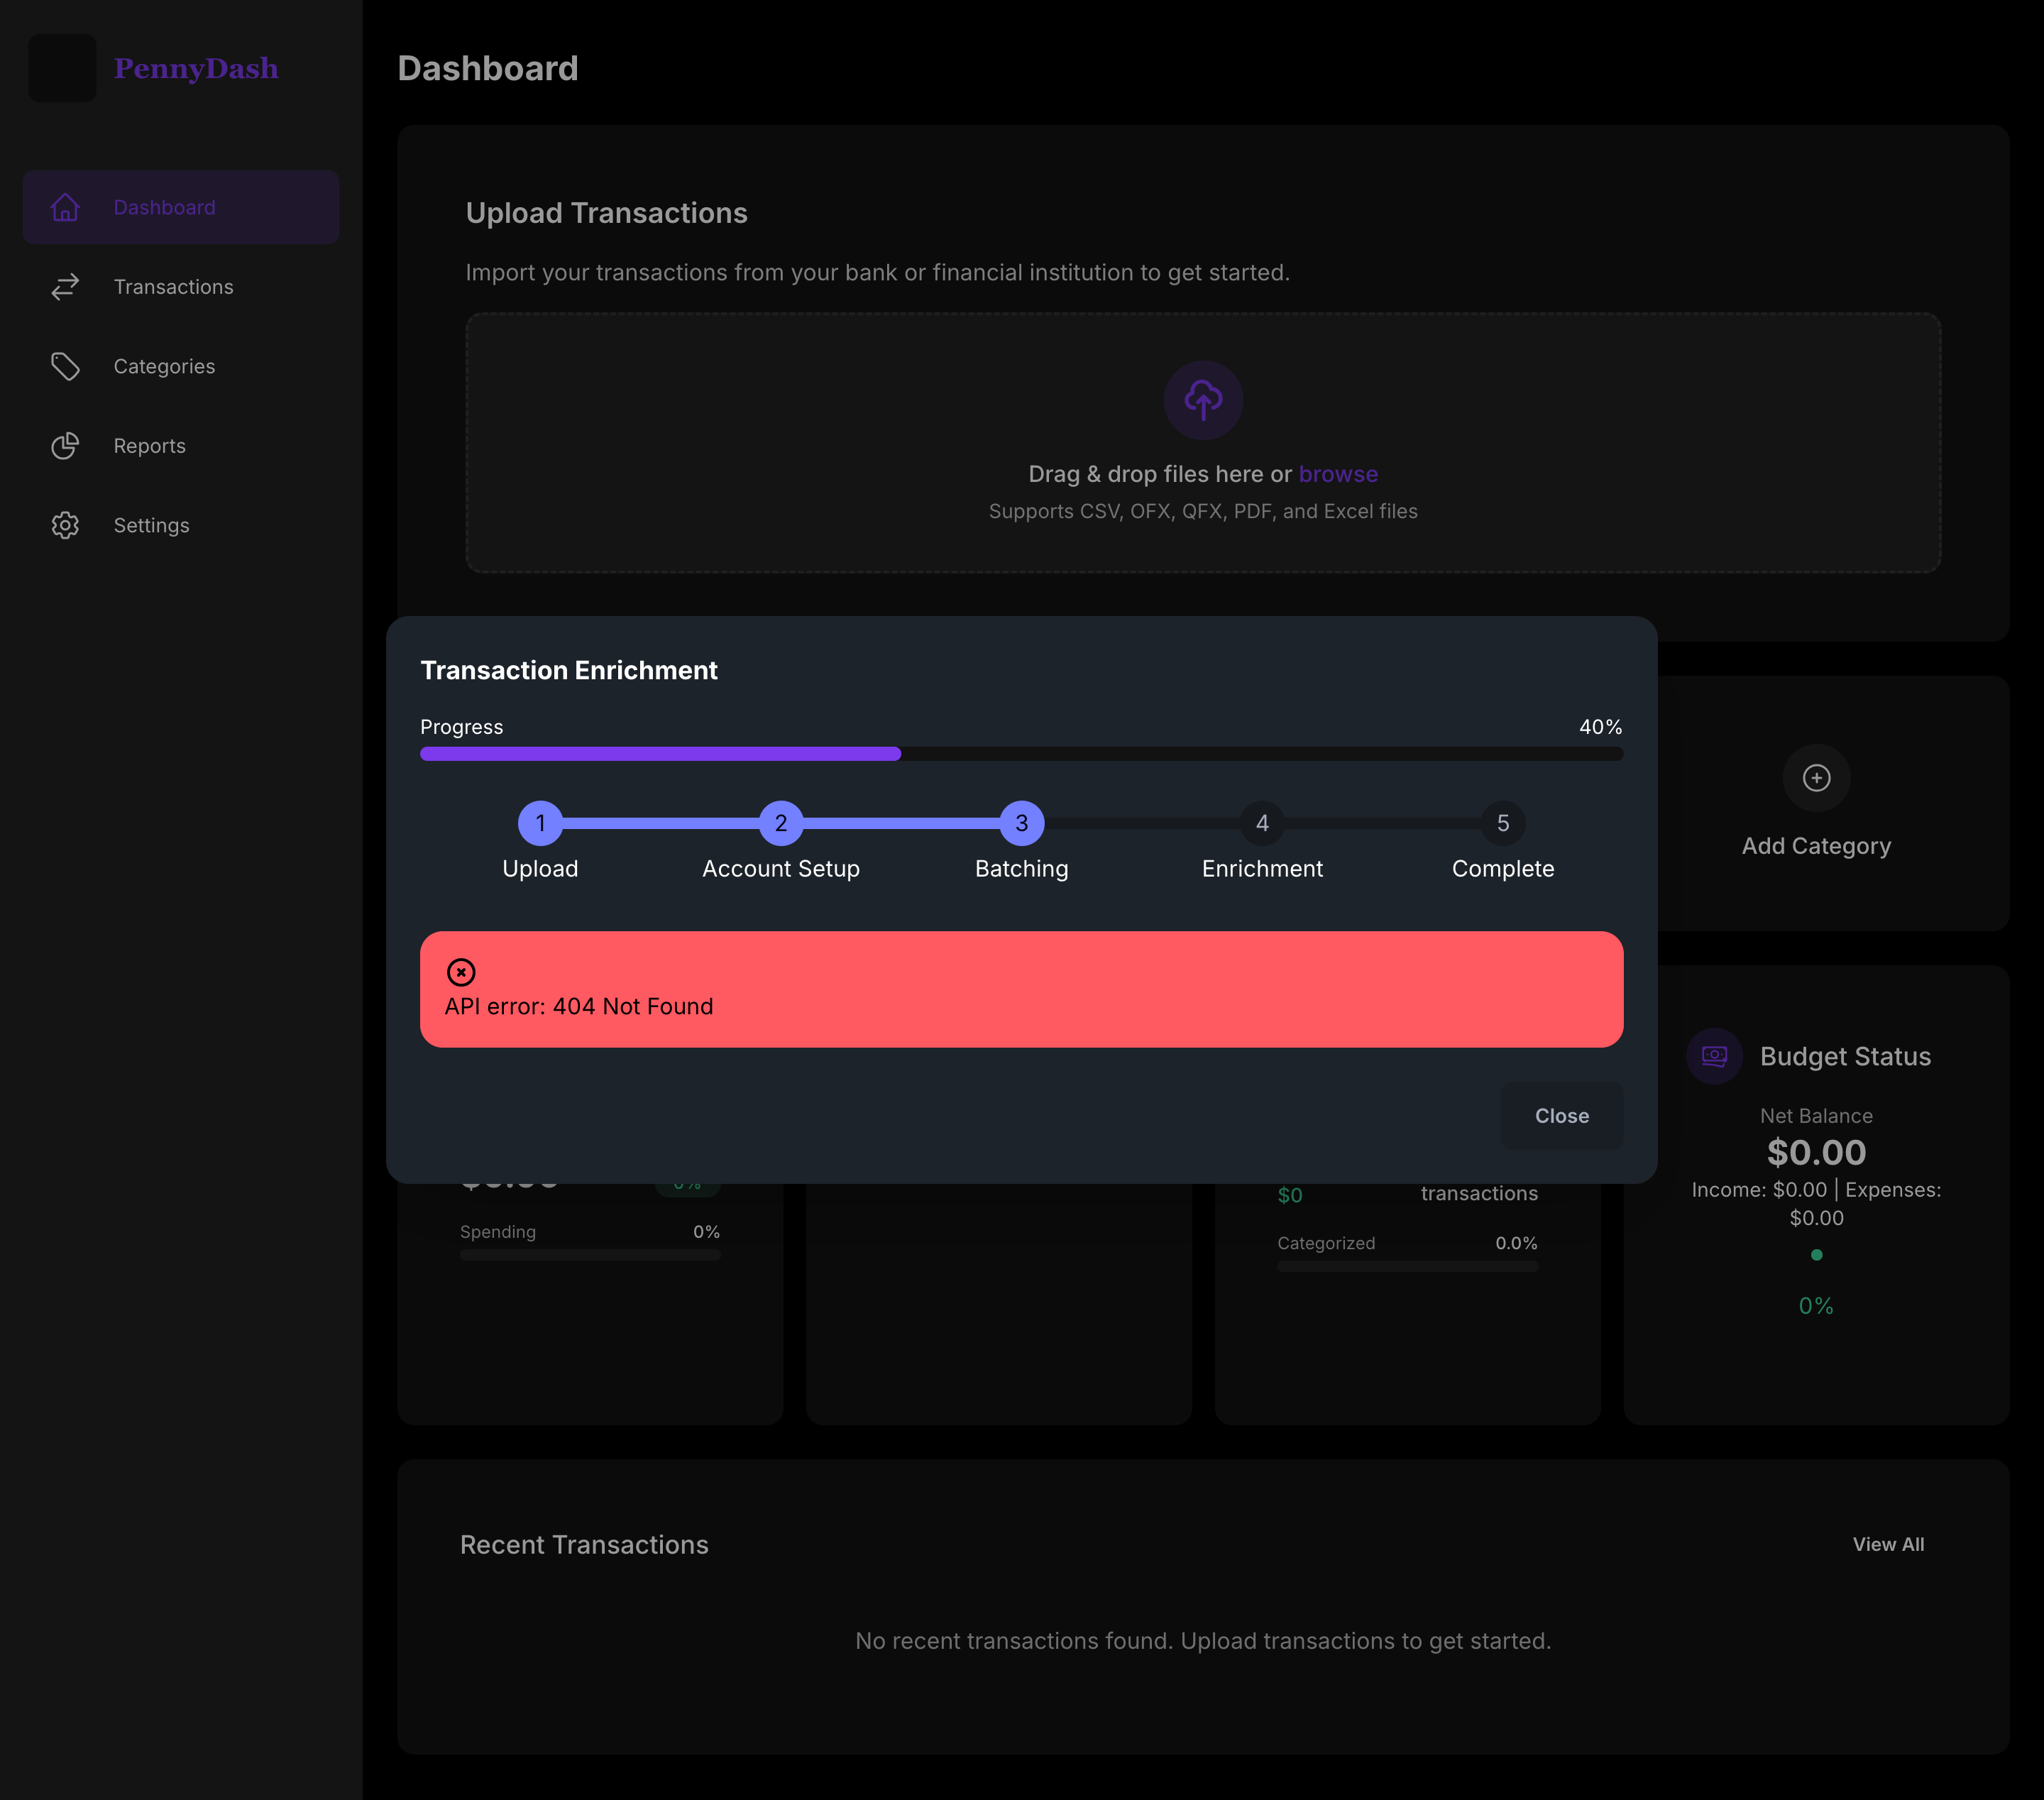 PennyDash
Dashboard
Transactions
Categories
Reports
Settings
Dashboard
Upload Transactions
Import your transactions from your bank or financial institution to get started.
Drag & drop files here or browse
Supports CSV, OFX, QFX, PDF, and Excel files
Transaction Enrichment
Progress 40%
1 2 3 4 5
Upload Account Setup Batching Enrichment Complete
API error: 404 Not Found
Close
Add Category
Budget Status
Net Balance
$0.00
Income: $0.00 | Expenses:
$0.00
0%
0%
Spending 0%
$0 transactions
Categorized 0.0%
Recent Transactions View All
No recent transactions found. Upload transactions to get started.